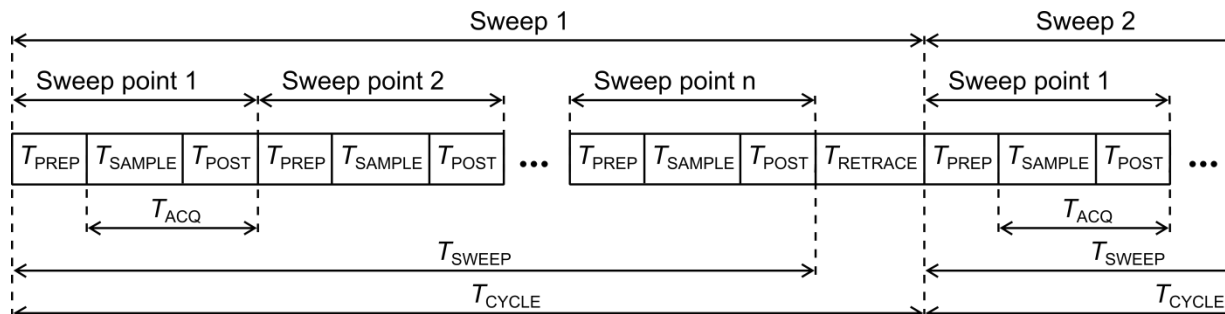 Sweep 1 Sweep 2
Sweep point 1 Sweep point 2 Sweep point n Sweep point 1
TPREP TSAMPLE TPOST TPREP TSAMPLE TPOST ... TPREP TSAMPLE TPOST TRETRACE TPREP TSAMPLE TPOST ...
TACQ TACQ
TSWEEP TSWEEP
TCYCLE TCYCLE